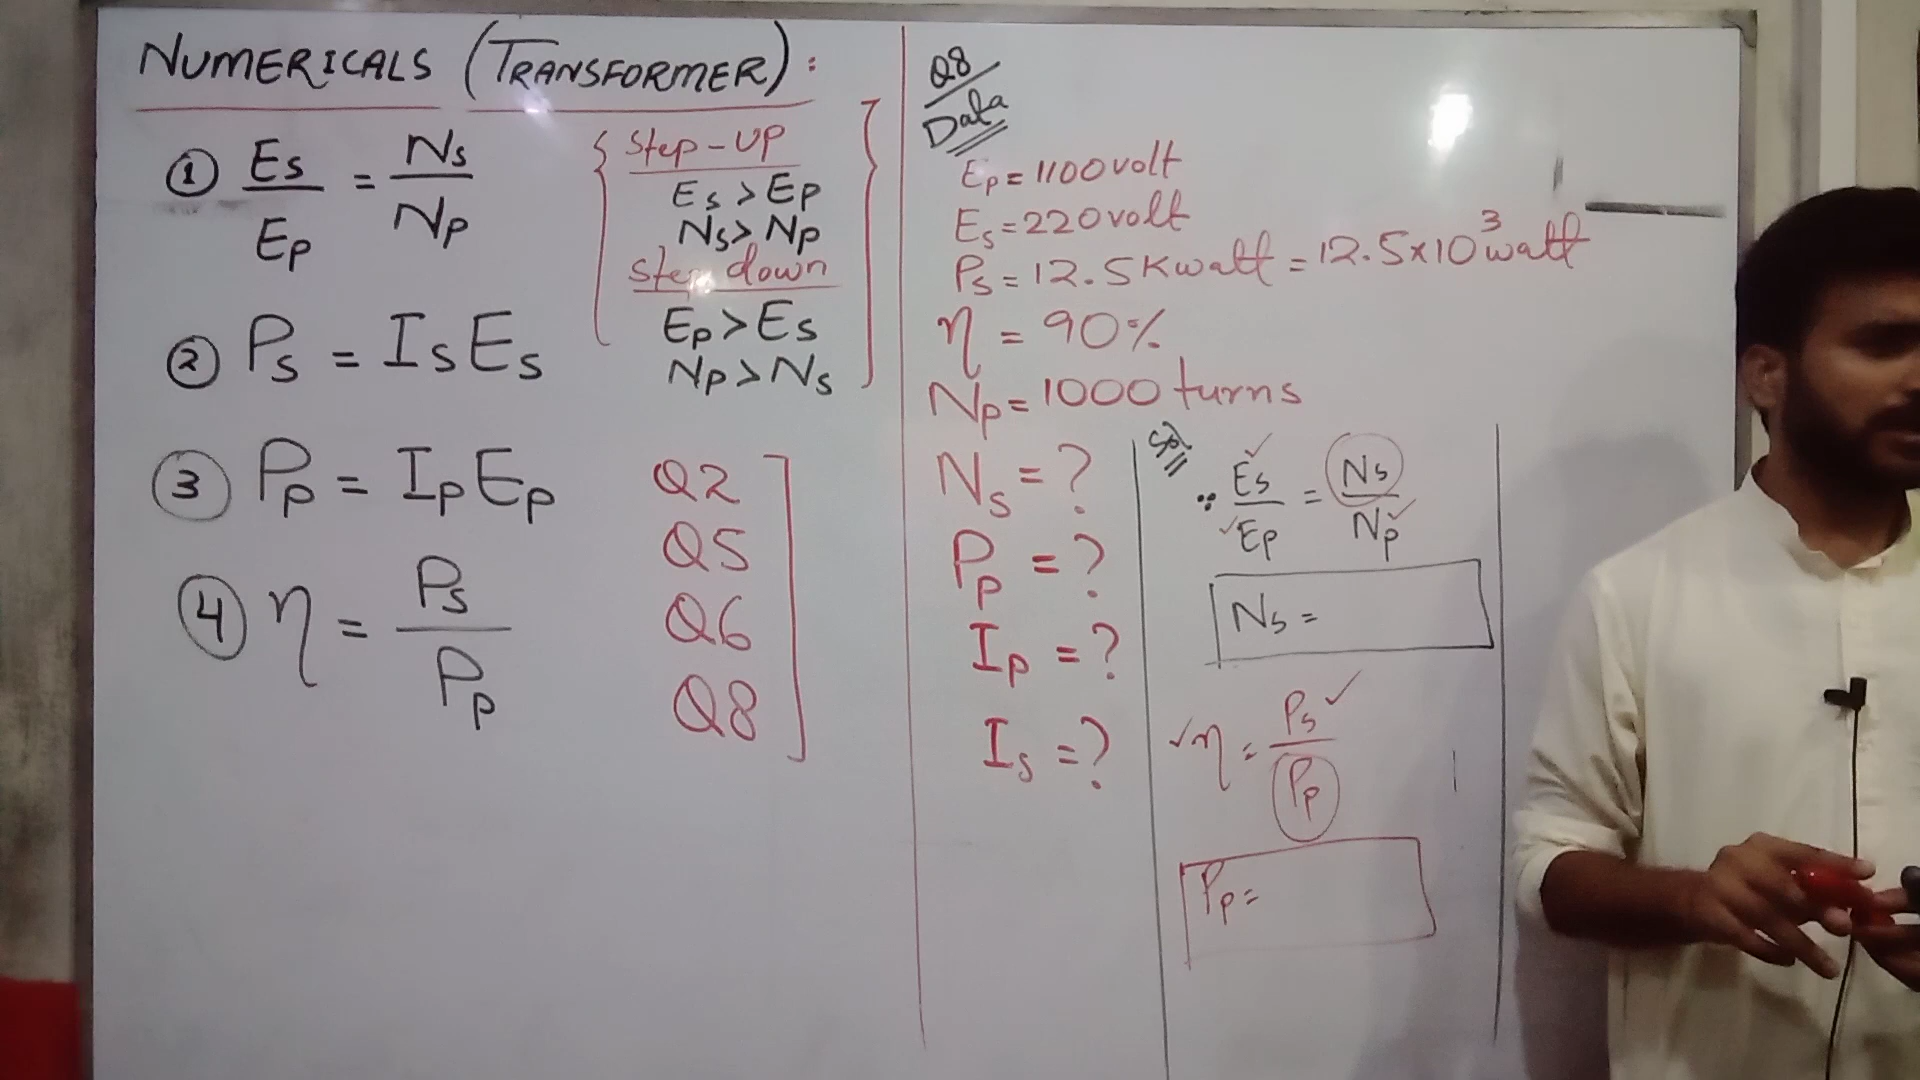 NUMERICALS (TRANSFORMER) :
① Es/Ep = Ns/Np
{ Step-UP
Es > Ep
Ns > Np
Step down
Ep > Es
Np > Ns
② Ps = IsEs
③ Pp = IpEp
④ η = Ps/Pp
Q2
Q5
Q6
Q8
Q8
Data
Ep = 1100 volt
Es = 220 volt
Ps = 12.5 Kwatt = 12.5×10³ watt
η = 90%
Np = 1000 turns
Ns = ?
Pp = ?
Ip = ?
Is = ?
Es/Ep = Ns/Np
Ns =
η = Ps/Pp
Pp =